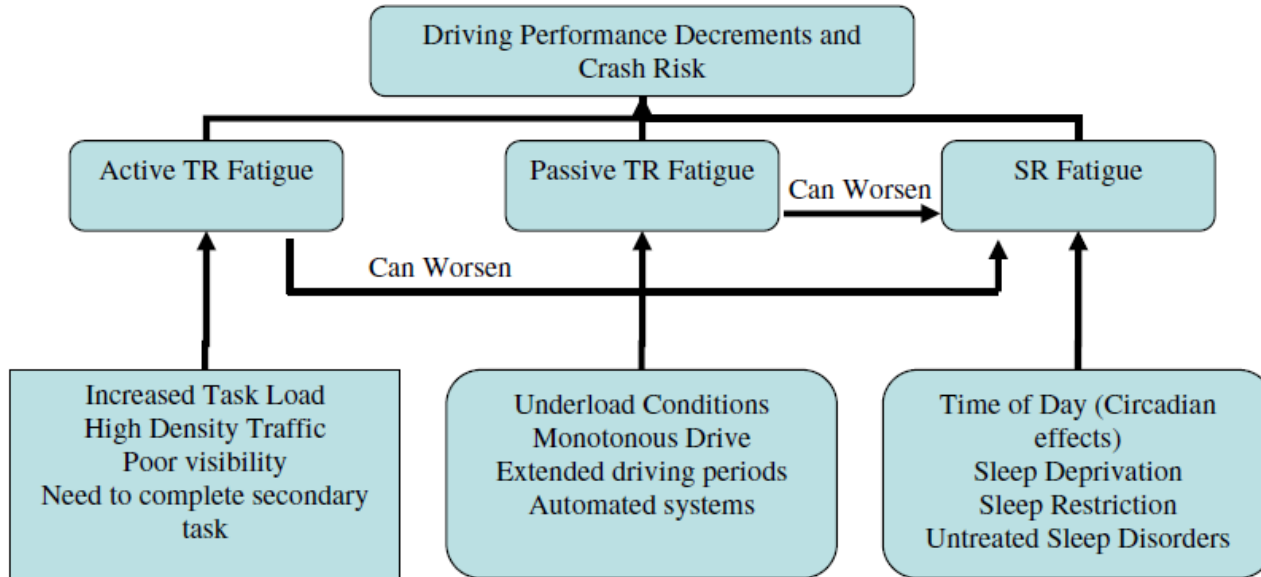 Driving Performance Decrements and
Crash Risk
Active TR Fatigue
Passive TR Fatigue
Can Worsen
SR Fatigue
Can Worsen
Increased Task Load
High Density Traffic
Poor visibility
Need to complete secondary
task
Underload Conditions
Monotonous Drive
Extended driving periods
Automated systems
Time of Day (Circadian
effects)
Sleep Deprivation
Sleep Restriction
Untreated Sleep Disorders